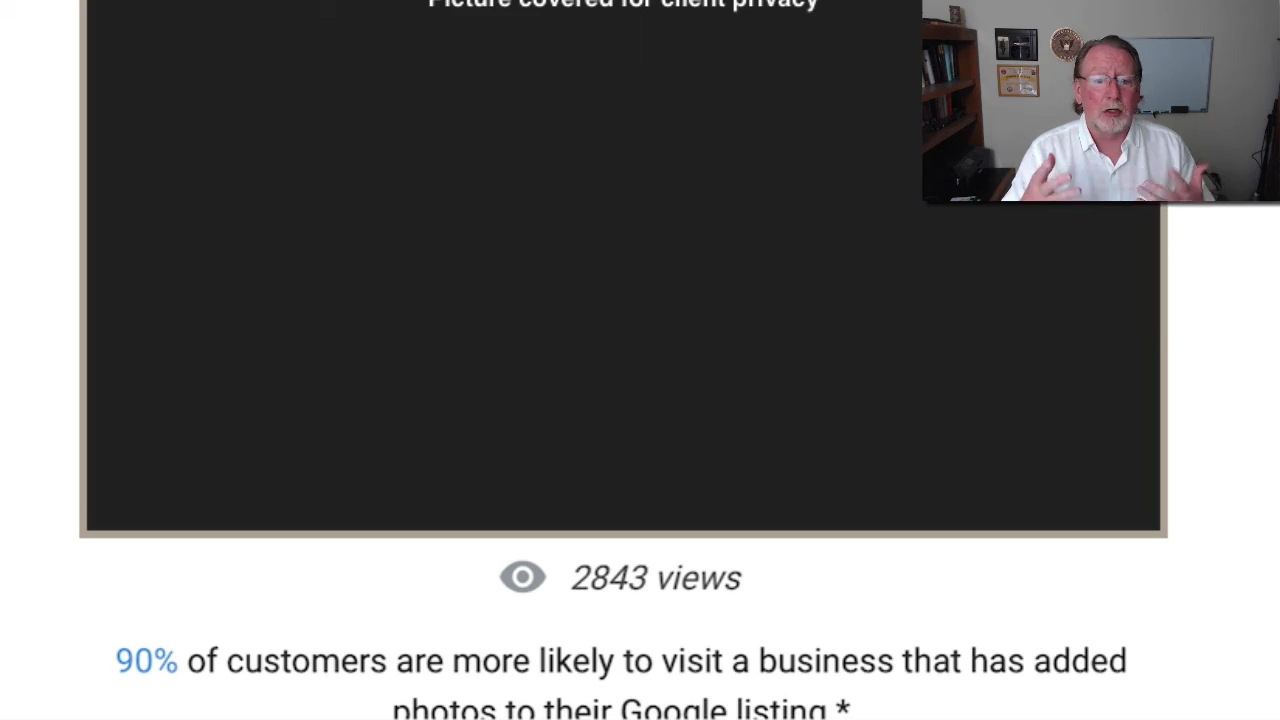 Picture covered for client privacy
2843 views
90% of customers are more likely to visit a business that has added
photos to their Google listing *